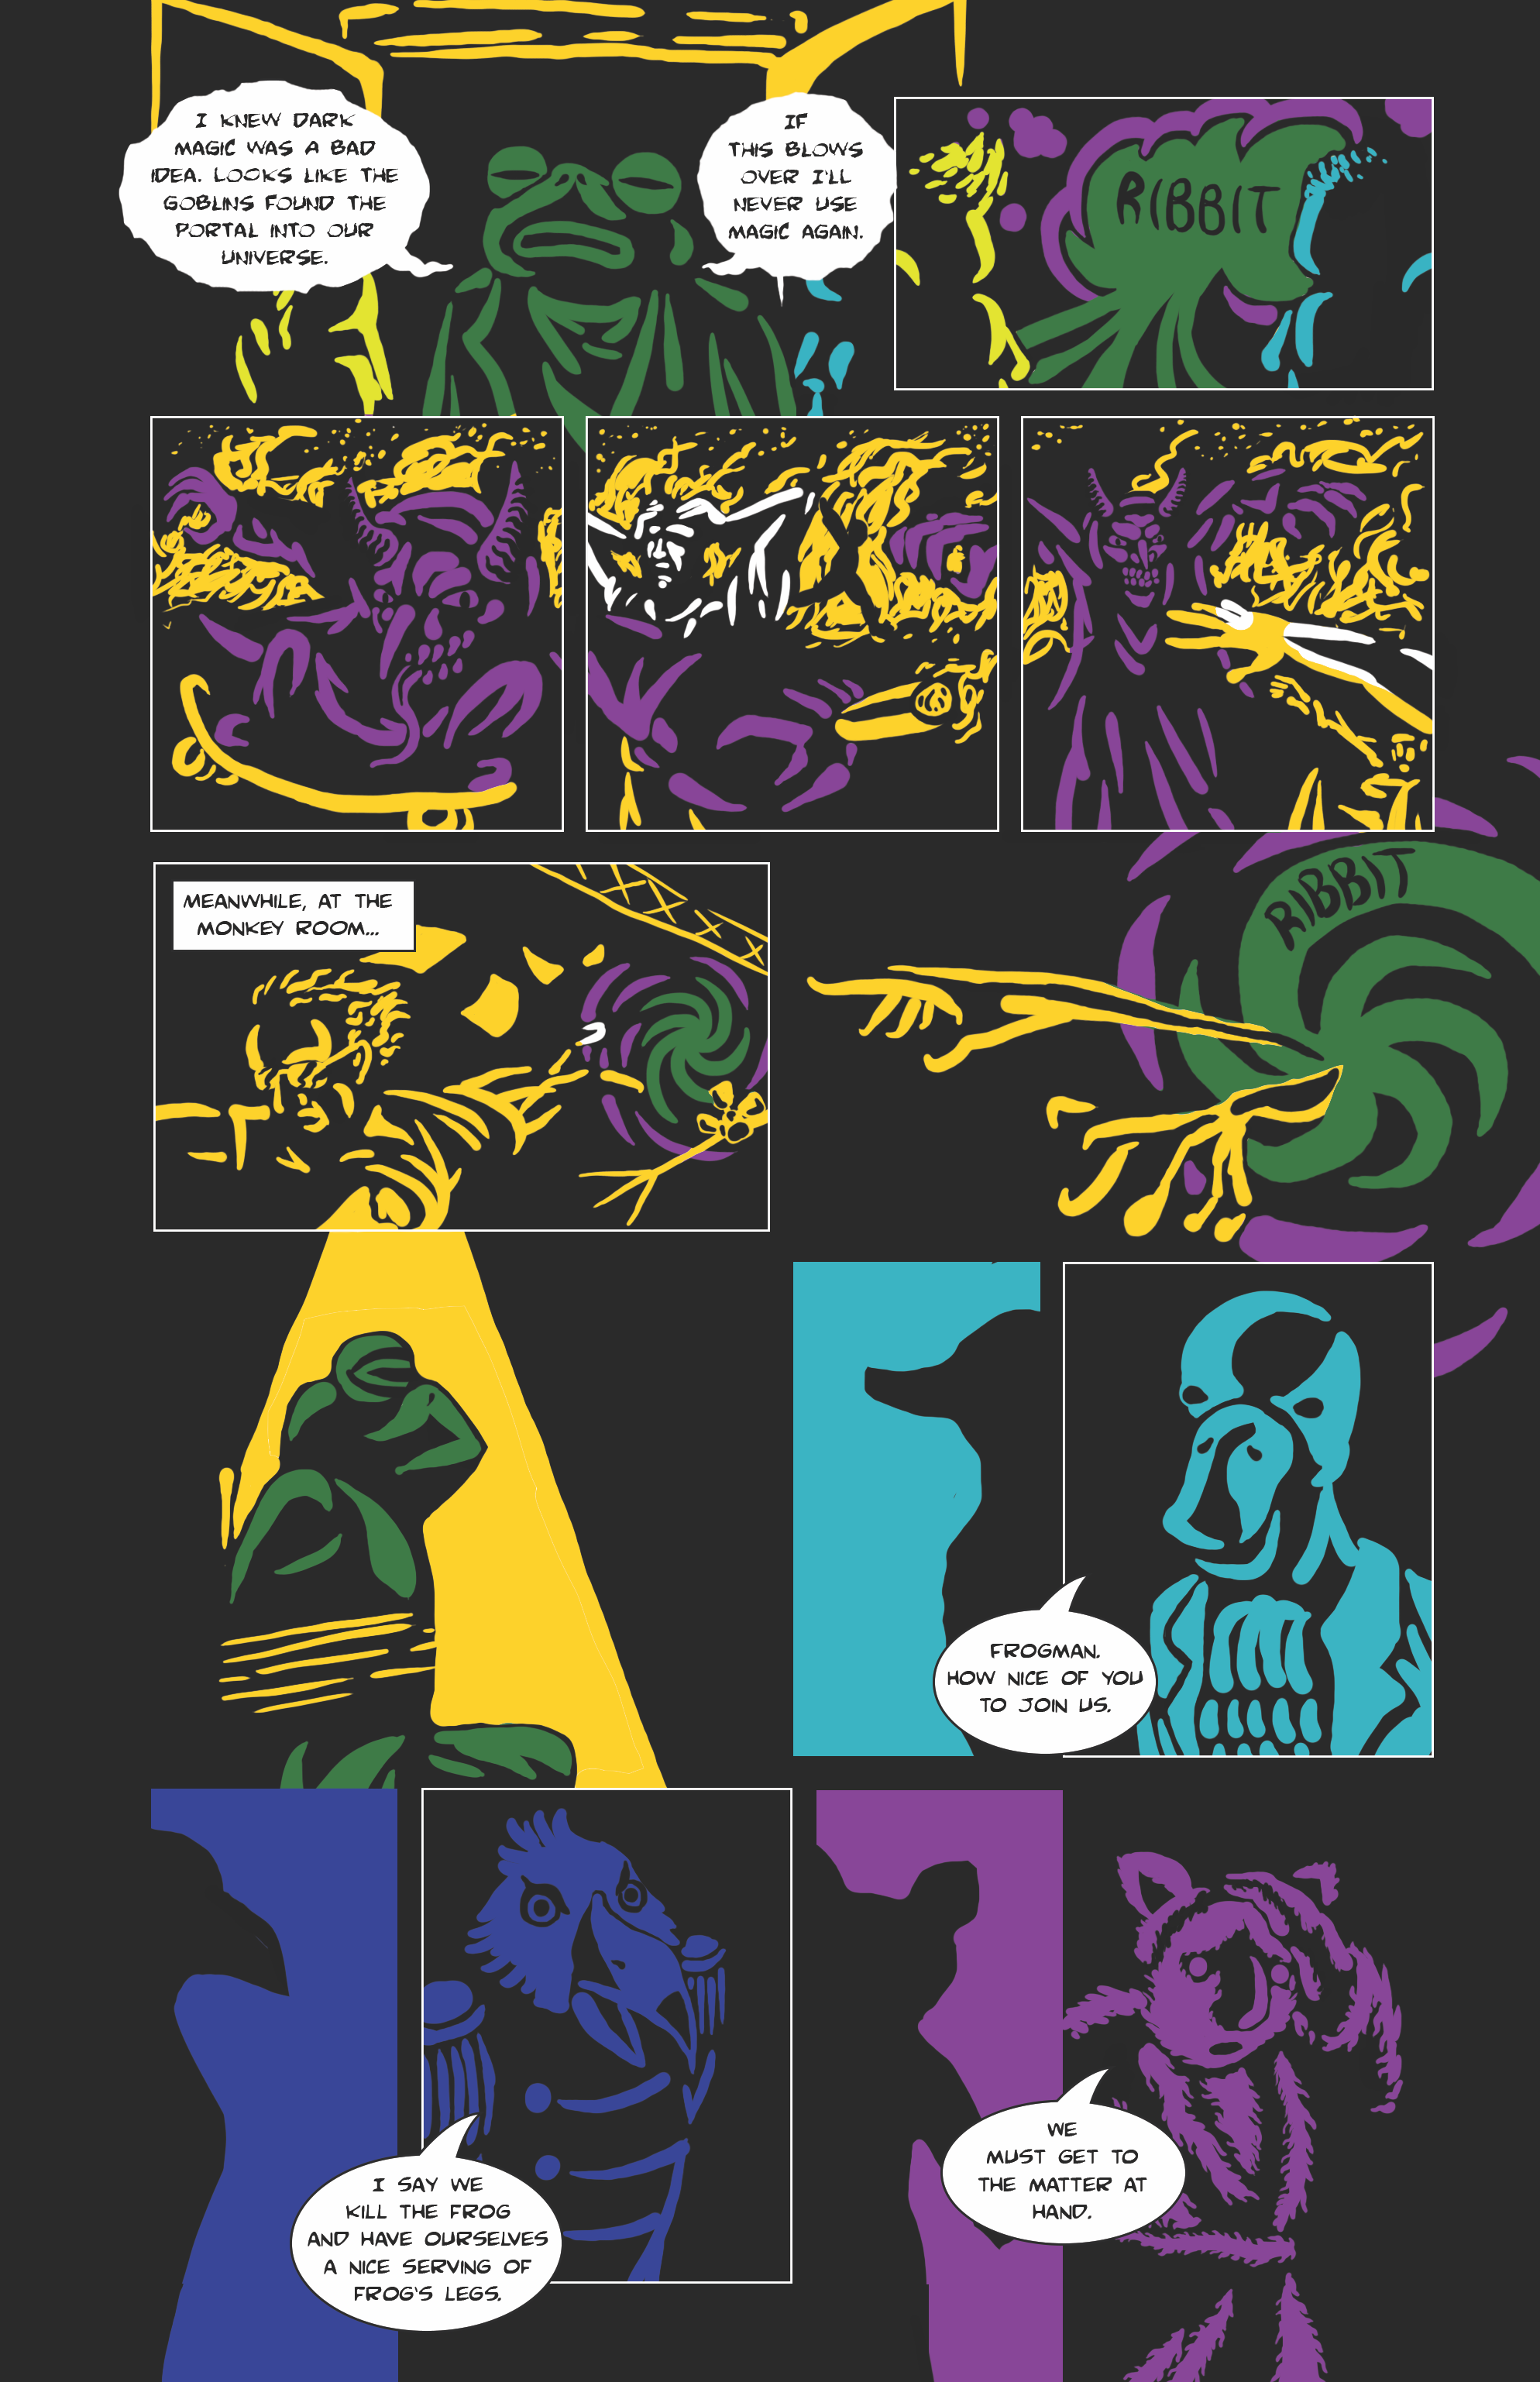 I KNEW DARK
MAGIC WAS A BAD
IDEA. LOOKS LIKE THE
GOBLINS FOUND THE
PORTAL INTO OUR
UNIVERSE.
IF
THIS BLOWS
OVER I'LL
NEVER USE
MAGIC AGAIN.
RIBBIT
MEANWHILE, AT THE
MONKEY ROOM...
RIBBIT
FROGMAN.
HOW NICE OF YOU
TO JOIN US.
I SAY WE
KILL THE FROG
AND HAVE OURSELVES
A NICE SERVING OF
FROG'S LEGS.
WE
MUST GET TO
THE MATTER AT
HAND.